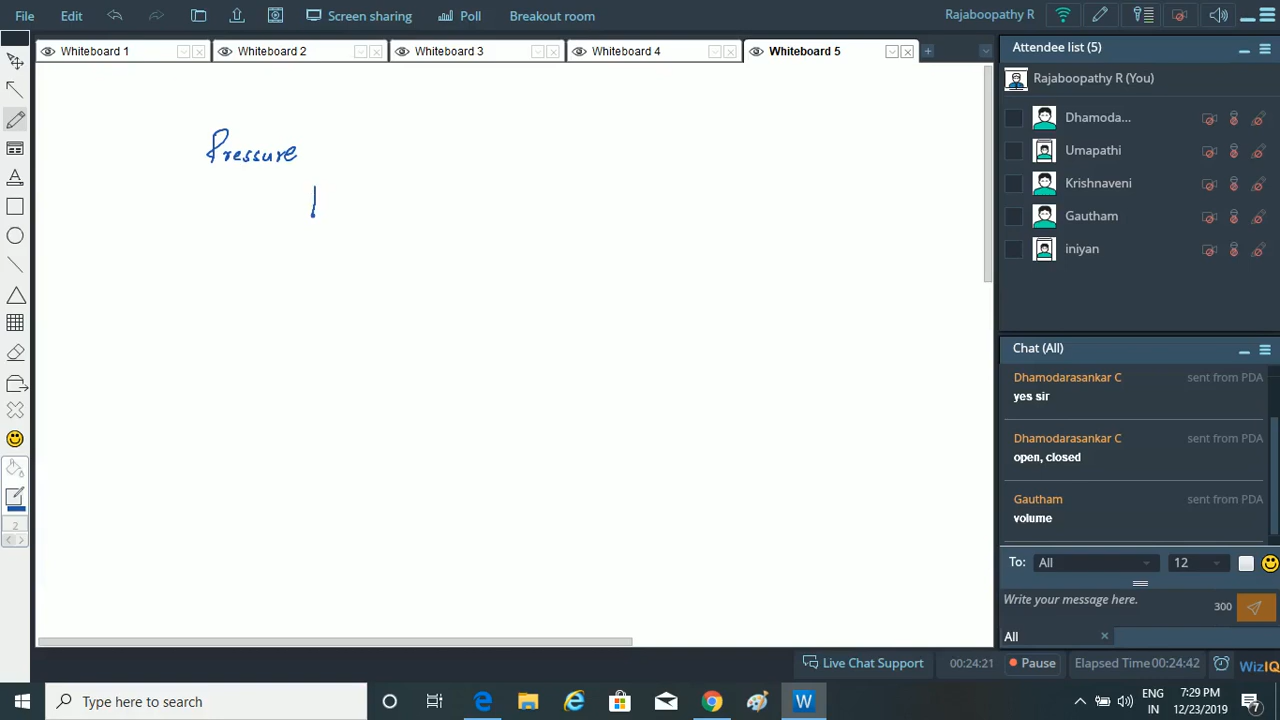 File Edit Screen sharing Poll Breakout room Rajaboopathy R
Whiteboard 1 Whiteboard 2 Whiteboard 3 Whiteboard 4 Whiteboard 5
Attendee list (5)
Rajaboopathy R (You)
Dhamoda...
Umapathi
Krishnaveni
Gautham
iniyan
Pressure
2
Chat (All)
Dhamodarasankar C sent from PDA
yes sir
Dhamodarasankar C sent from PDA
open, closed
Gautham sent from PDA
volume
To: All 12
Write your message here. 300
All
Live Chat Support 00:24:21 Pause Elapsed Time 00:24:42 WizIQ
Type here to search
W
ENG
IN
7:29 PM
12/23/2019
7